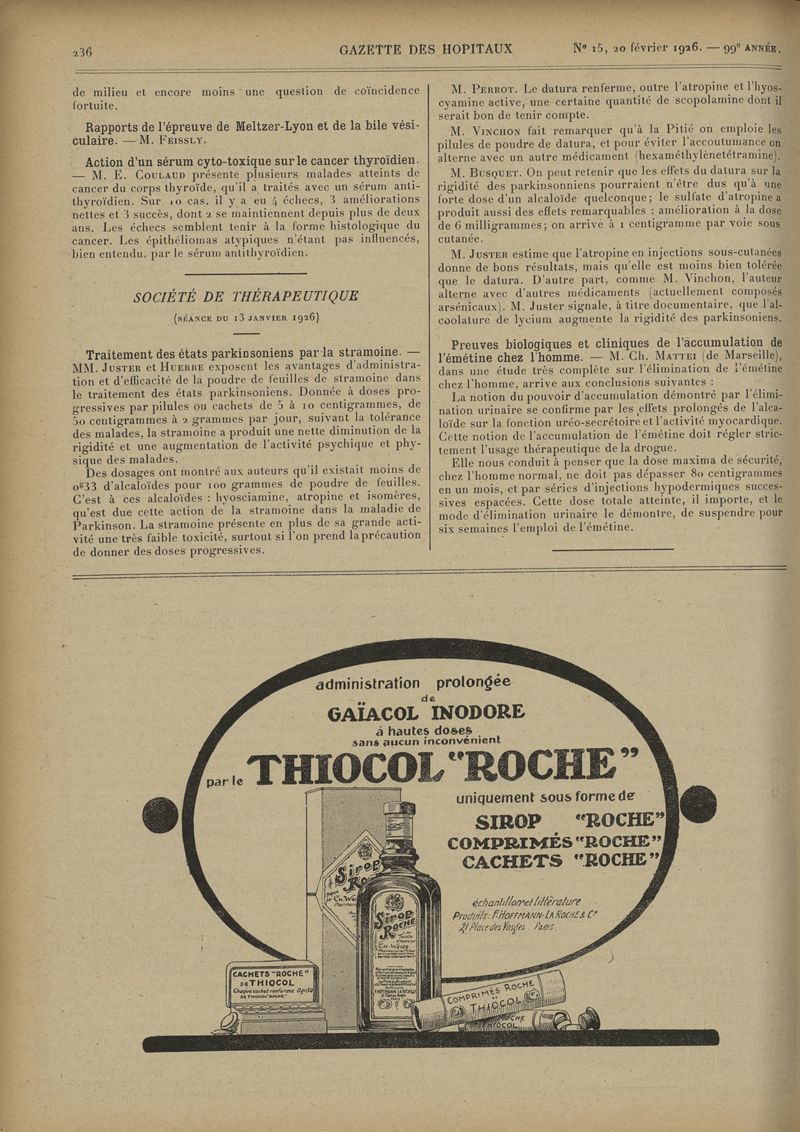 236
GAZETTE DES HOPITAUX
N° 15, 20 février 1926. — 99e ANNÉE.
de milieu et encore moins une question de coïncidence
fortuite.
Rapports de l'épreuve de Meltzer-Lyon et de la bile vési-
culaire. — M. FEISSLY.
Action d'un sérum cyto-toxique sur le cancer thyroïdien.
— M. E. COULAUD présente plusieurs malades atteints de
cancer du corps thyroïde, qu'il a traités avec un sérum anti-
thyroïdien. Sur 10 cas, il y a eu 4 échecs, 3 améliorations
nettes et 3 succès, dont 2 se maintiennent depuis plus de deux
ans. Les échecs semblent tenir à la forme histologique du
cancer. Les épithéliomas atypiques n'étant pas influencés,
bien entendu, par le sérum antithyroïdien.
SOCIÉTÉ DE THÉRAPEUTIQUE
(SÉANCE DU 13 JANVIER 1926)
Traitement des états parkinsoniens par la stramoine. —
MM. JUSTER et HUERRE exposent les avantages d'administra-
tion et d'efficacité de la poudre de feuilles de stramoine dans
le traitement des états parkinsoniens. Donnée à doses pro-
gressives par pilules ou cachets de 5 à 10 centigrammes, de
50 centigrammes à 2 grammes par jour, suivant la tolérance
des malades, la stramoine a produit une nette diminution de la
rigidité et une augmentation de l'activité psychique et phy-
sique des malades.
Des dosages ont montré aux auteurs qu'il existait moins de
0g33 d'alcaloïdes pour 100 grammes de poudre de feuilles.
C'est à ces alcaloïdes : hyosciamine, atropine et isomères,
qu'est due cette action de la stramoine dans la maladie de
Parkinson. La stramoine présente en plus de sa grande acti-
vité une très faible toxicité, surtout si l'on prend la précaution
de donner des doses progressives.
M. PERROT. Le datura renferme, outre l'atropine et l'hyos-
cyamine active, une certaine quantité de scopolamine dont il
serait bon de tenir compte.
M. VINCHON fait remarquer qu'à la Pitié on emploie les
pilules de poudre de datura, et pour éviter l'accoutumance on
alterne avec un autre médicament (hexaméthylènetétramine).
M. BUSQUET. On peut retenir que les effets du datura sur la
rigidité des parkinsonniens pourraient n'être dus qu'à une
forte dose d'un alcaloïde quelconque; le sulfate d'atropine a
produit aussi des effets remarquables : amélioration à la dose
de 6 milligrammes; on arrive à 1 centigramme par voie sous
cutanée.
M. JUSTER estime que l'atropine en injections sous-cutanées
donne de bons résultats, mais qu'elle est moins bien tolérée
que le datura. D'autre part, comme M. Vinchon, l'auteur
alterne avec d'autres médicaments (actuellement composés
arsénicaux). M. Juster signale, à titre documentaire, que l'al-
coolature de lycium augmente la rigidité des parkinsoniens.
Preuves biologiques et cliniques de l'accumulation de
l'émétine chez l'homme. — M. Ch. MATTEI (de Marseille),
dans une étude très complète sur l'élimination de l'émétine
chez l'homme, arrive aux conclusions suivantes :
La notion du pouvoir d'accumulation démontré par l'élimi-
nation urinaire se confirme par les effets prolongés de l'alca-
loïde sur la fonction uréo-secrétoire et l'activité myocardique.
Cette notion de l'accumulation de l'émétine doit régler stric-
tement l'usage thérapeutique de la drogue.
Elle nous conduit à penser que la dose maxima de sécurité,
chez l'homme normal, ne doit pas dépasser 80 centigrammes
en un mois, et par séries d'injections hypodermiques succes-
sives espacées. Cette dose totale atteinte, il importe, et le
mode d'élimination urinaire le démontre, de suspendre pour
six semaines l'emploi de l'émétine.
administration prolongée
de
GAÏACOL INODORE
à hautes doses
sans aucun inconvénient
par le THIOCOL "ROCHE"
uniquement sous forme de
SIROP "ROCHE"
COMPRIMÉS "ROCHE"
CACHETS "ROCHE"
échantillon et littérature
Produits: F. HOFFMANN-LA ROCHE & Cie
21 Place des Vosges. PARIS
Sirop
Sirop
ROCHE
CACHETS "ROCHE"
DE THIOCOL
Chaque cachet renferme 0gr50
DE THIOCOL "ROCHE"
COMPRIMÉS ROCHE
THIOCOL
ROCHE
THIOCOL